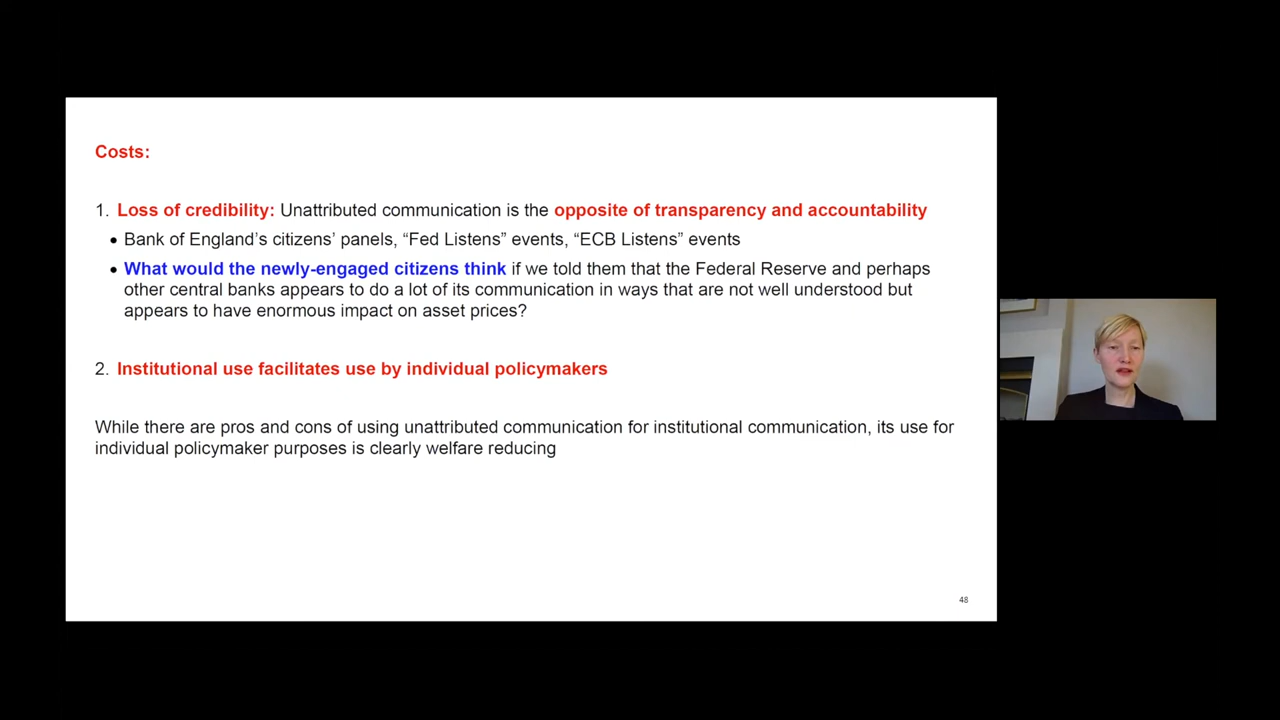 Costs:
1. Loss of credibility: Unattributed communication is the opposite of transparency and accountability
• Bank of England’s citizens’ panels, “Fed Listens” events, “ECB Listens” events
• What would the newly-engaged citizens think if we told them that the Federal Reserve and perhaps
other central banks appears to do a lot of its communication in ways that are not well understood but
appears to have enormous impact on asset prices?
2. Institutional use facilitates use by individual policymakers
While there are pros and cons of using unattributed communication for institutional communication, its use for
individual policymaker purposes is clearly welfare reducing
48